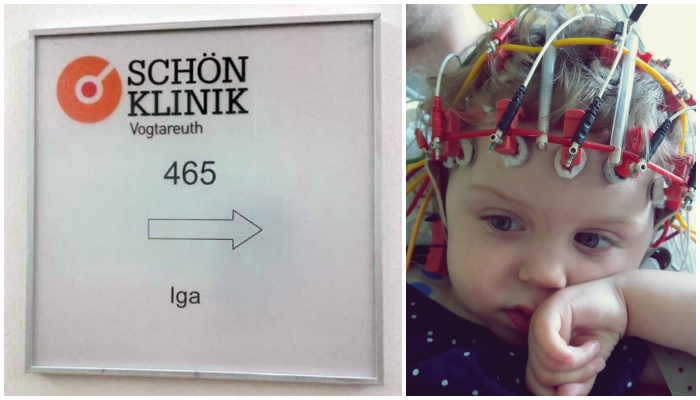 SCHÖN
KLINIK
Vogtareuth
465
Iga